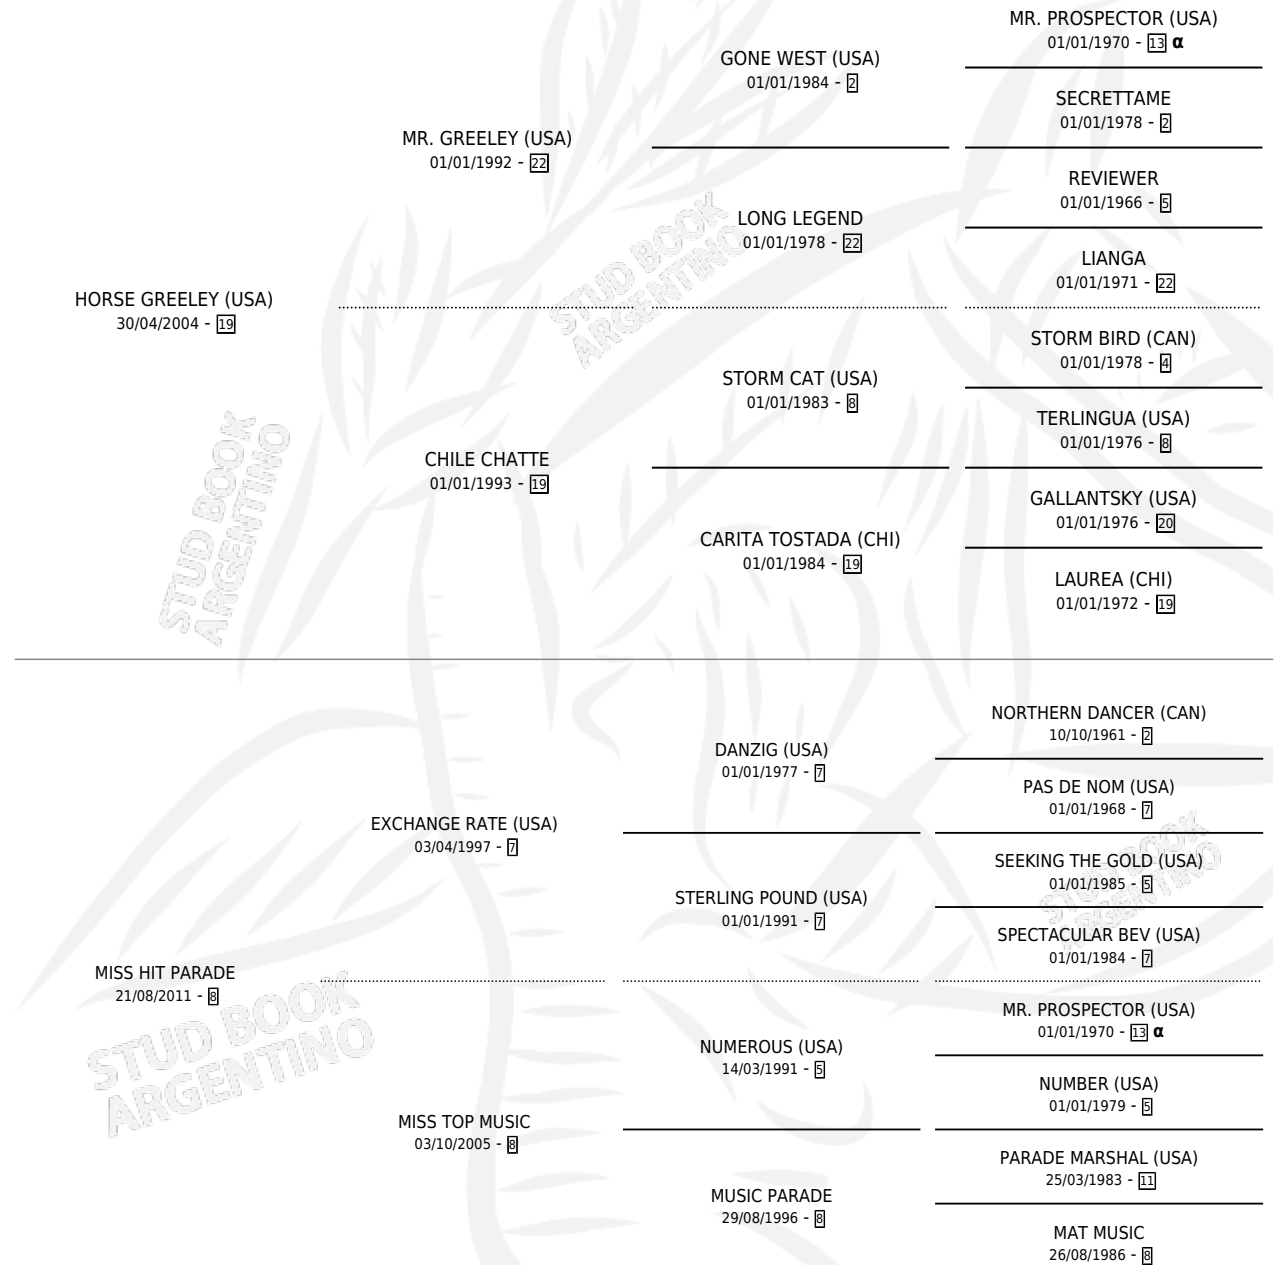 MR. PROSPECTOR (USA)
01/01/1970 - 13 α
GONE WEST (USA)
01/01/1984 - 2
SECRETTAME
01/01/1978 - 2
MR. GREELEY (USA)
01/01/1992 - 22
REVIEWER
01/01/1966 - 5
LONG LEGEND
01/01/1978 - 22
LIANGA
01/01/1971 - 22
HORSE GREELEY (USA)
30/04/2004 - 19
STORM BIRD (CAN)
01/01/1978 - 4
STORM CAT (USA)
01/01/1983 - 8
TERLINGUA (USA)
01/01/1976 - 8
CHILE CHATTE
01/01/1993 - 19
GALLANTSKY (USA)
01/01/1976 - 20
CARITA TOSTADA (CHI)
01/01/1984 - 19
LAUREA (CHI)
01/01/1972 - 19
NORTHERN DANCER (CAN)
10/10/1961 - 2
DANZIG (USA)
01/01/1977 - 7
PAS DE NOM (USA)
01/01/1968 - 7
EXCHANGE RATE (USA)
03/04/1997 - 7
SEEKING THE GOLD (USA)
01/01/1985 - 5
STERLING POUND (USA)
01/01/1991 - 7
SPECTACULAR BEV (USA)
01/01/1984 - 7
MISS HIT PARADE
21/08/2011 - 8
MR. PROSPECTOR (USA)
01/01/1970 - 13 α
NUMEROUS (USA)
14/03/1991 - 5
NUMBER (USA)
01/01/1979 - 5
MISS TOP MUSIC
03/10/2005 - 8
PARADE MARSHAL (USA)
25/03/1983 - 11
MUSIC PARADE
29/08/1996 - 8
MAT MUSIC
26/08/1986 - 8
STUD BOOK
ARGENTINO
STUD BOOK
ARGENTINO
STUD BOOK
ARGENTINO
STUD BOOK
ARGENTINO